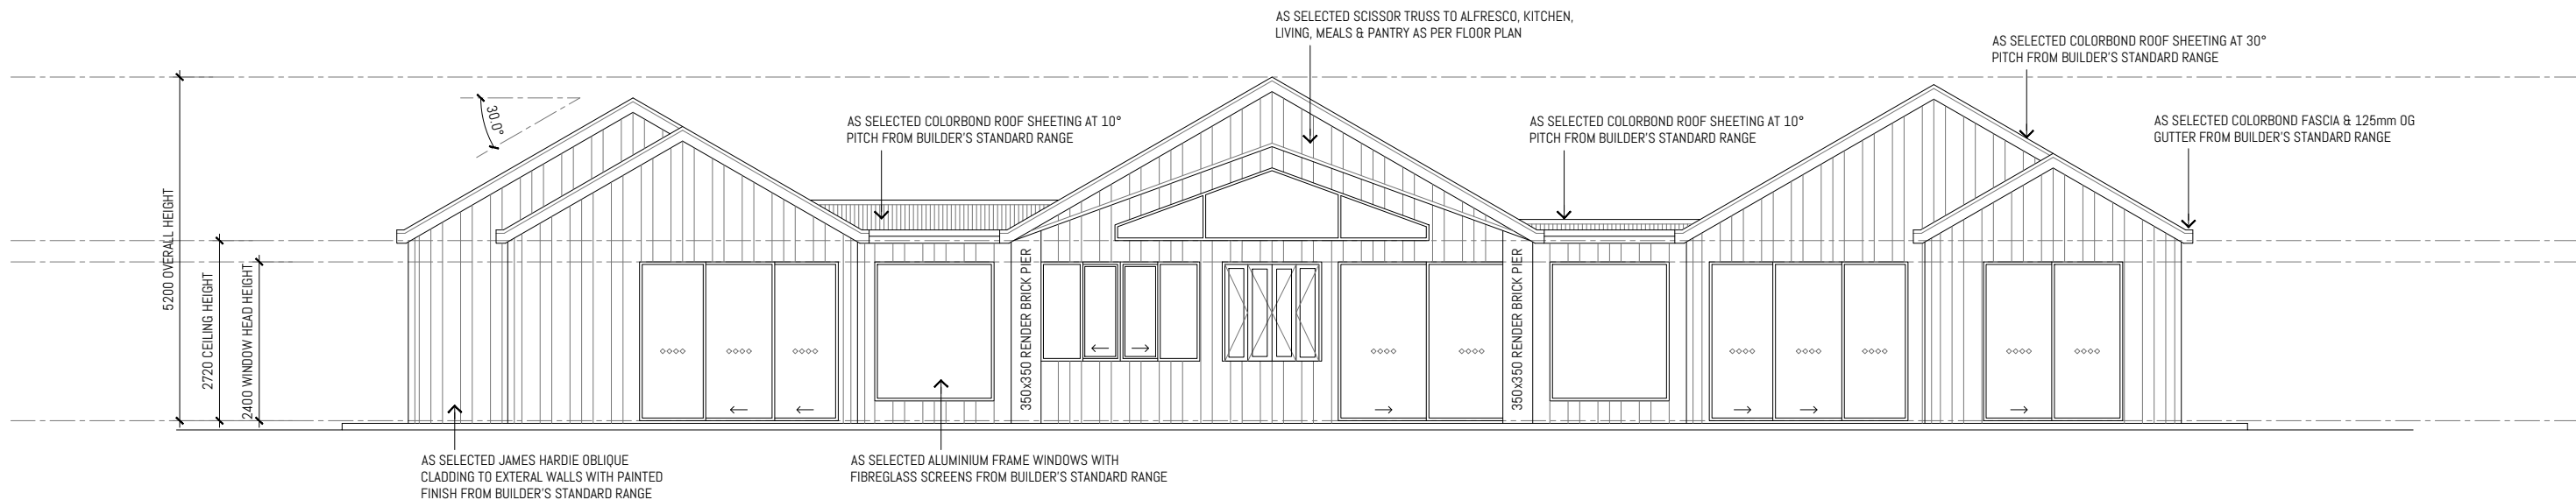 AS SELECTED SCISSOR TRUSS TO ALFRESCO, KITCHEN,
LIVING, MEALS & PANTRY AS PER FLOOR PLAN
AS SELECTED COLORBOND ROOF SHEETING AT 30°
PITCH FROM BUILDER'S STANDARD RANGE
30.0°
AS SELECTED COLORBOND ROOF SHEETING AT 10°
PITCH FROM BUILDER'S STANDARD RANGE
AS SELECTED COLORBOND ROOF SHEETING AT 10°
PITCH FROM BUILDER'S STANDARD RANGE
AS SELECTED COLORBOND FASCIA & 125mm OG
GUTTER FROM BUILDER'S STANDARD RANGE
5200 OVERALL HEIGHT
2720 CEILING HEIGHT
2400 WINDOW HEAD HEIGHT
350x350 RENDER BRICK PIER
350x350 RENDER BRICK PIER
AS SELECTED JAMES HARDIE OBLIQUE
CLADDING TO EXTERAL WALLS WITH PAINTED
FINISH FROM BUILDER'S STANDARD RANGE
AS SELECTED ALUMINIUM FRAME WINDOWS WITH
FIBREGLASS SCREENS FROM BUILDER'S STANDARD RANGE